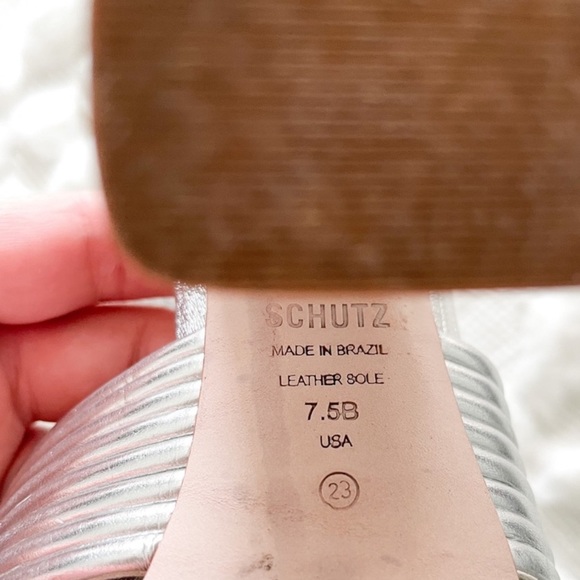 SCHUTZ
MADE IN BRAZIL
LEATHER SOLE
7.5B
USA
23